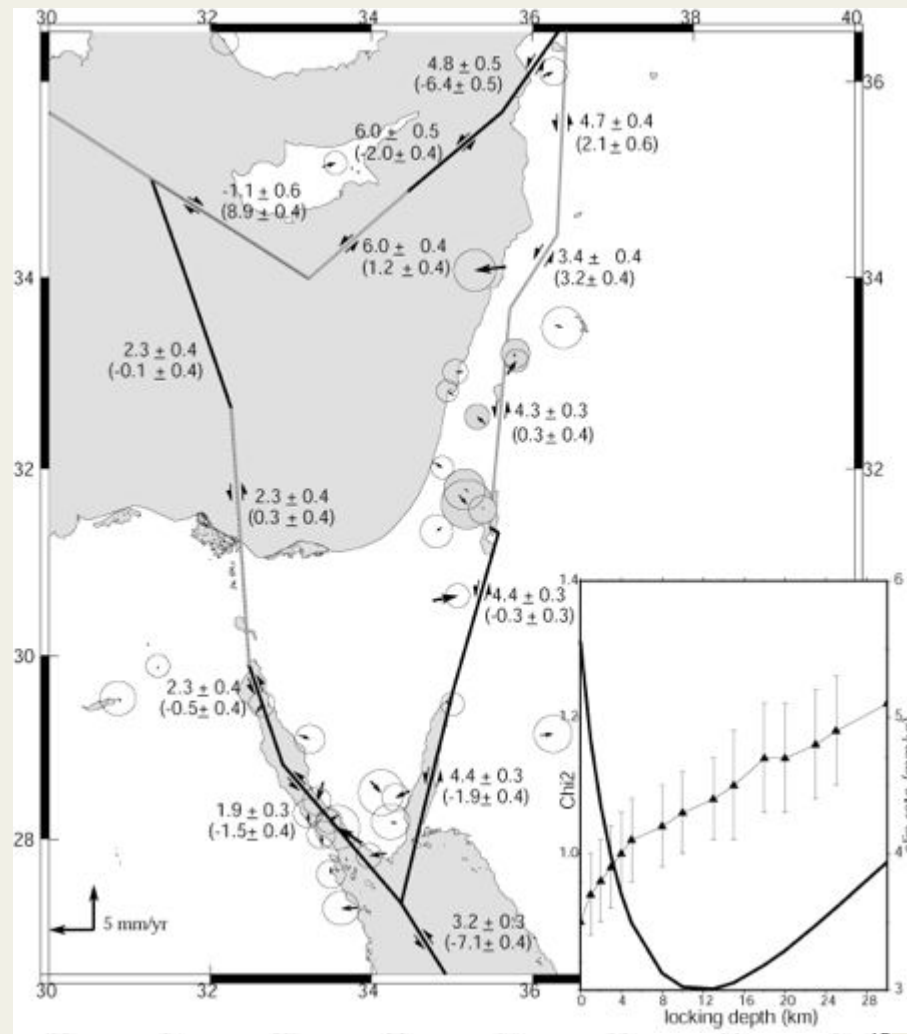 30 32 34 36 38 40
4.8 ± 0.5
(-6.4 ± 0.5)
36
4.7 ± 0.4
(2.1 ± 0.6)
6.0 ± 0.5
(-2.0 ± 0.4)
-1.1 ± 0.6
(8.9 ± 0.4)
6.0 ± 0.4
(1.2 ± 0.4)
3.4 ± 0.4
(3.2 ± 0.4)
34 34
2.3 ± 0.4
(-0.1 ± 0.4)
4.3 ± 0.3
(0.3 ± 0.4)
32 32
2.3 ± 0.4
(0.3 ± 0.4)
4.4 ± 0.3
(-0.3 ± 0.3)
30
2.3 ± 0.4
(-0.5 ± 0.4)
4.4 ± 0.3
(-1.9 ± 0.4)
28
1.9 ± 0.3
(-1.5 ± 0.4)
5 mm/yr
3.2 ± 0.3
(-7.1 ± 0.4)
30 32 34 36
1.4 6
1.2 5
Chi2
1.0 4
3
0 4 8 12 16 20 24 28
locking depth (km)